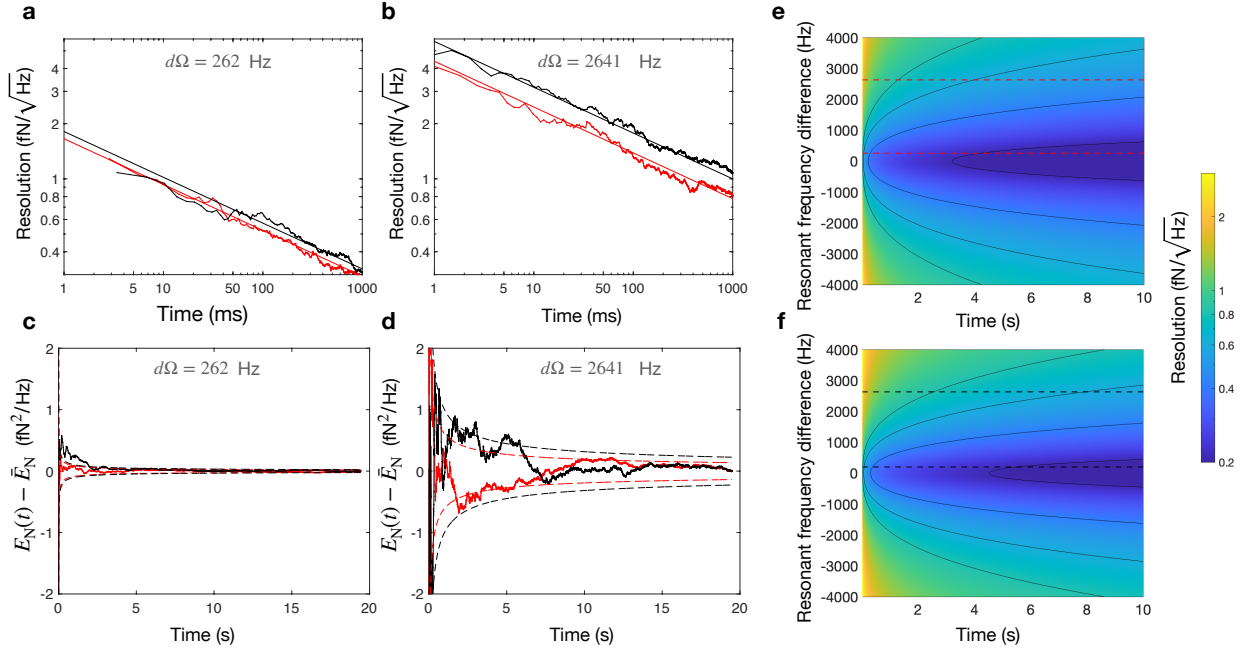 a
dΩ = 262 Hz
Resolution (fN/√Hz)
4
3
2
1
0.8
0.6
0.4
1 5 10 50 100 500 1000
Time (ms)
b
dΩ = 2641 Hz
Resolution (fN/√Hz)
4
3
2
1
0.8
0.6
0.4
1 5 10 50 100 500 1000
Time (ms)
c
dΩ = 262 Hz
E_N(t) − Ē_N (fN²/Hz)
2
1
0
-1
-2
0 5 10 15 20
Time (s)
d
dΩ = 2641 Hz
E_N(t) − Ē_N (fN²/Hz)
2
1
0
-1
-2
0 5 10 15 20
Time (s)
e
Resonant frequency difference (Hz)
4000
3000
2000
1000
0
-1000
-2000
-3000
-4000
2 4 6 8 10
Time (s)
f
Resonant frequency difference (Hz)
4000
3000
2000
1000
0
-1000
-2000
-3000
-4000
2 4 6 8 10
Time (s)
Resolution (fN/√Hz)
2
1
0.8
0.4
0.2